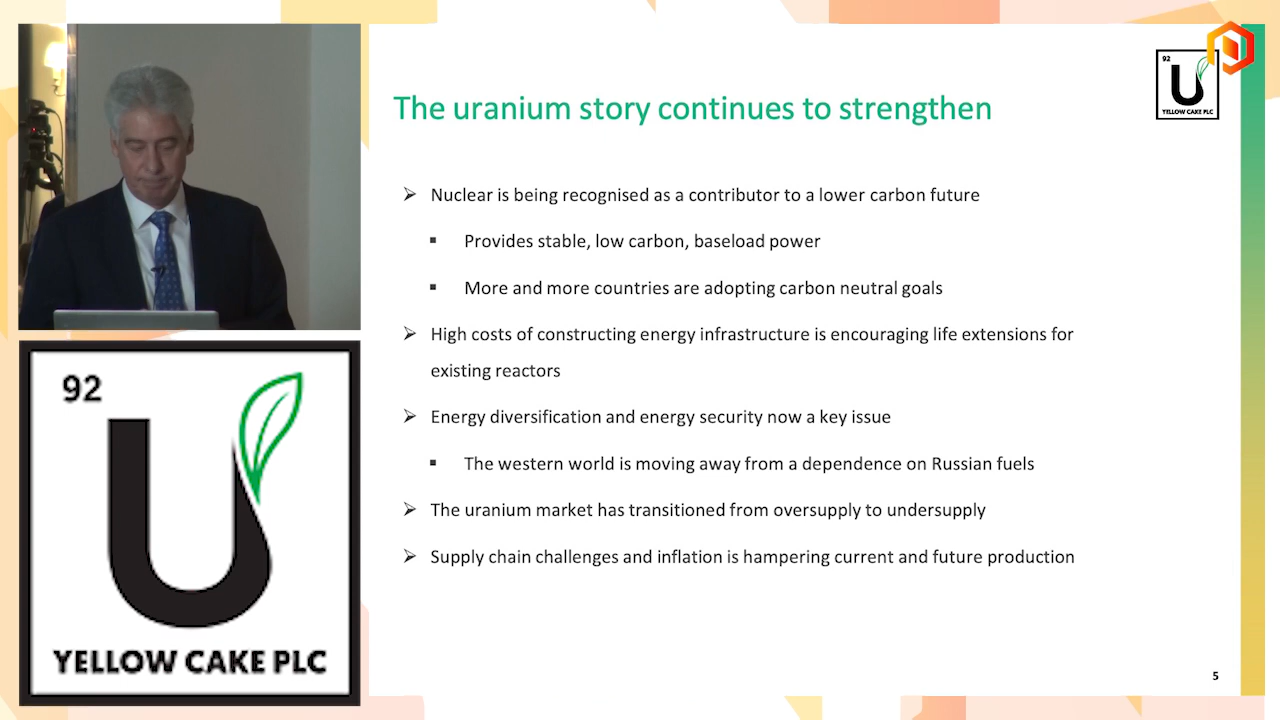 The uranium story continues to strengthen
92
U
YELLOW CAKE PLC
➢ Nuclear is being recognised as a contributor to a lower carbon future
▪ Provides stable, low carbon, baseload power
▪ More and more countries are adopting carbon neutral goals
➢ High costs of constructing energy infrastructure is encouraging life extensions for
existing reactors
➢ Energy diversification and energy security now a key issue
▪ The western world is moving away from a dependence on Russian fuels
➢ The uranium market has transitioned from oversupply to undersupply
➢ Supply chain challenges and inflation is hampering current and future production
5
92
U
YELLOW CAKE PLC